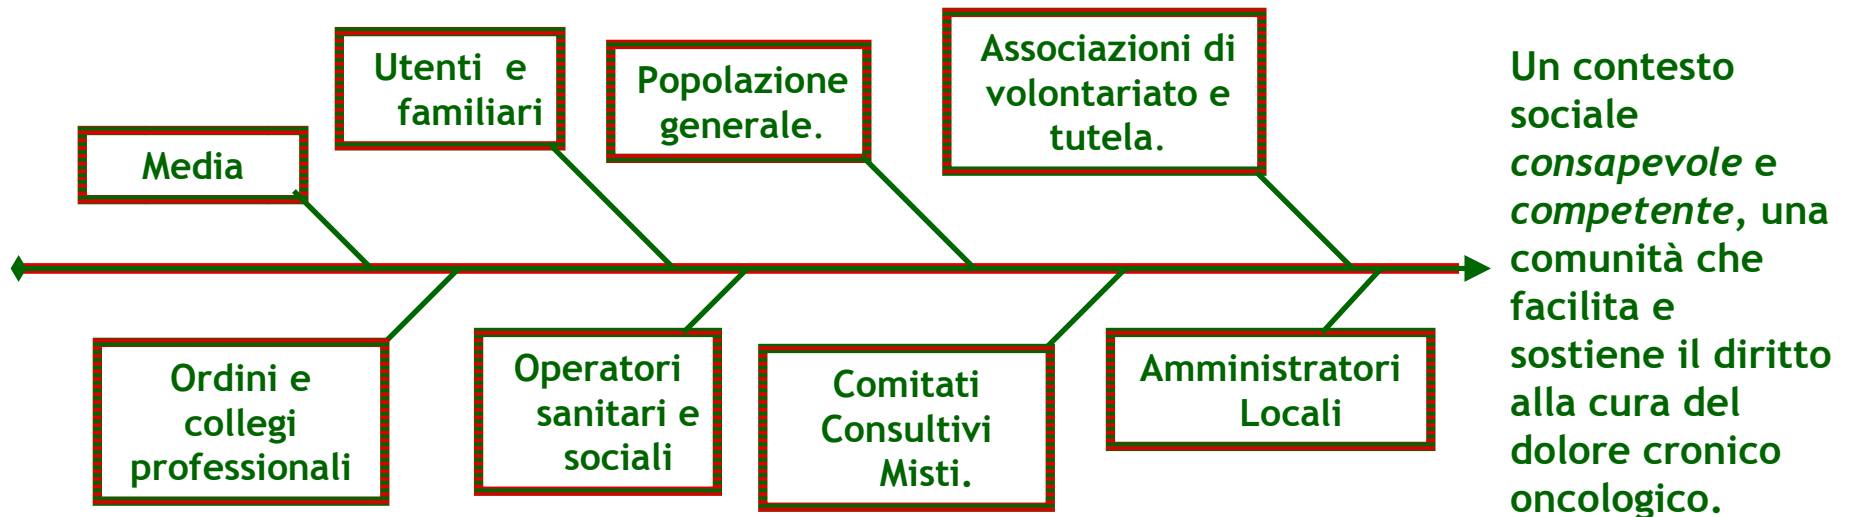 Media
Utenti e
familiari
Popolazione
generale.
Associazioni di
volontariato e
tutela.
Ordini e
collegi
professionali
Operatori
sanitari e
sociali
Comitati
Consultivi
Misti.
Amministratori
Locali
Un contesto
sociale
consapevole e
competente, una
comunità che
facilita e
sostiene il diritto
alla cura del
dolore cronico
oncologico.